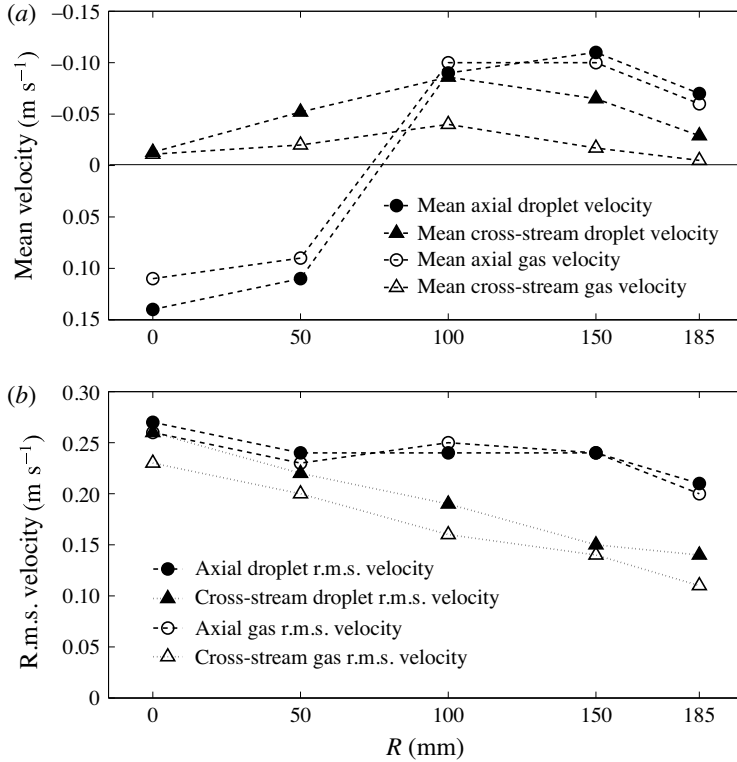 (a)
Mean velocity (m s⁻¹)
–0.15
–0.10
–0.05
0
0.05
0.10
0.15
Mean axial droplet velocity
Mean cross-stream droplet velocity
Mean axial gas velocity
Mean cross-stream gas velocity
0 50 100 150 185
(b)
R.m.s. velocity (m s⁻¹)
0.30
0.25
0.20
0.15
0.10
0.05
0
Axial droplet r.m.s. velocity
Cross-stream droplet r.m.s. velocity
Axial gas r.m.s. velocity
Cross-stream gas r.m.s. velocity
0 50 100 150 185
R (mm)